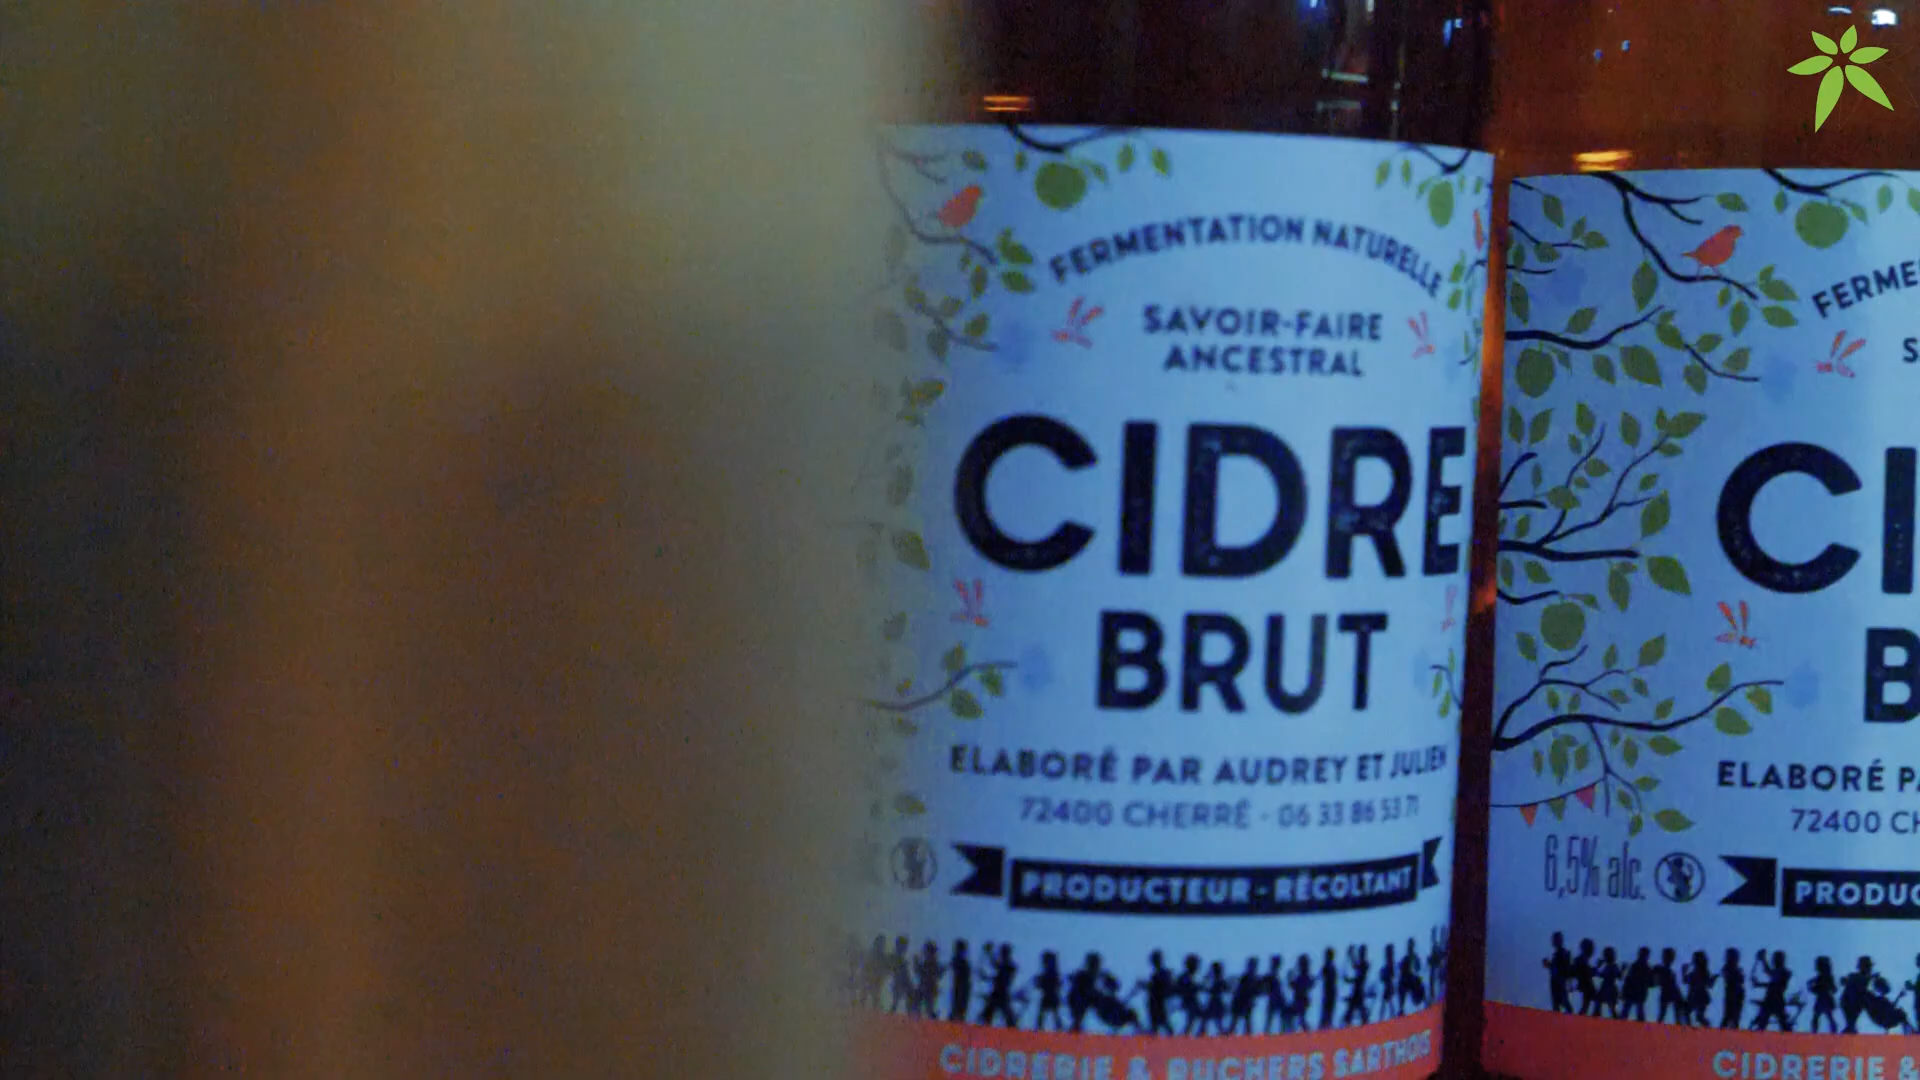 FERMENTATION NATURELLE
SAVOIR-FAIRE
ANCESTRAL
CIDRE
BRUT
ELABORÉ PAR AUDREY ET JULIEN
72400 CHERRÉ - 06 33 86 53 71
PRODUCTEUR - RÉCOLTANT
CIDRERIE & RUCHERS SARTHOIS
FERME
S
CI
B
ELABORÉ PA
72400 CH
6,5% alc.
PRODUC
CIDRERIE &